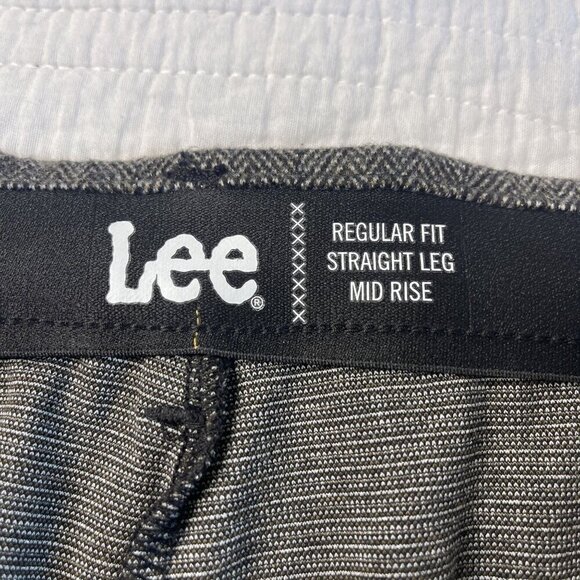 Lee®
REGULAR FIT
STRAIGHT LEG
MID RISE